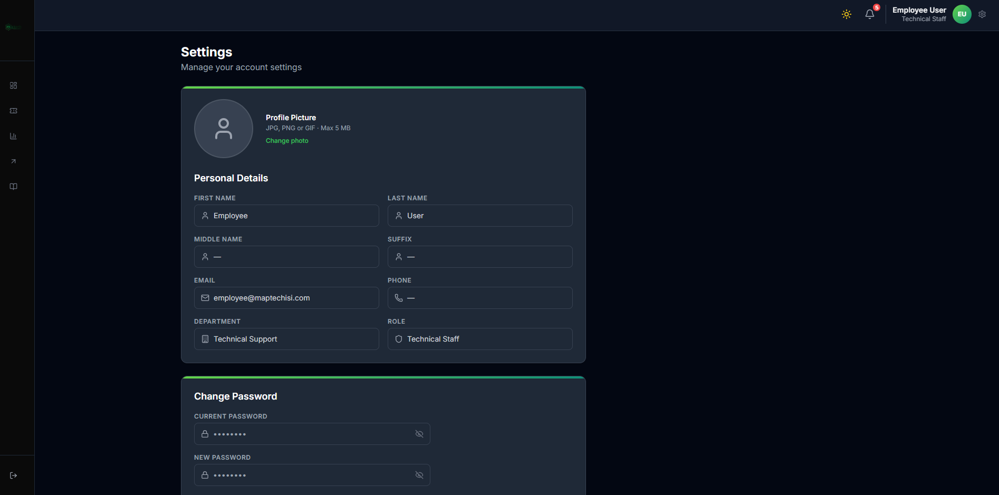 5
Employee User
Technical Staff
EU
Settings
Manage your account settings
Profile Picture
JPG, PNG or GIF · Max 5 MB
Change photo
Personal Details
FIRST NAME
Employee
LAST NAME
User
MIDDLE NAME
—
SUFFIX
—
EMAIL
employee@maptechisi.com
PHONE
—
DEPARTMENT
Technical Support
ROLE
Technical Staff
Change Password
CURRENT PASSWORD
••••••••
NEW PASSWORD
••••••••